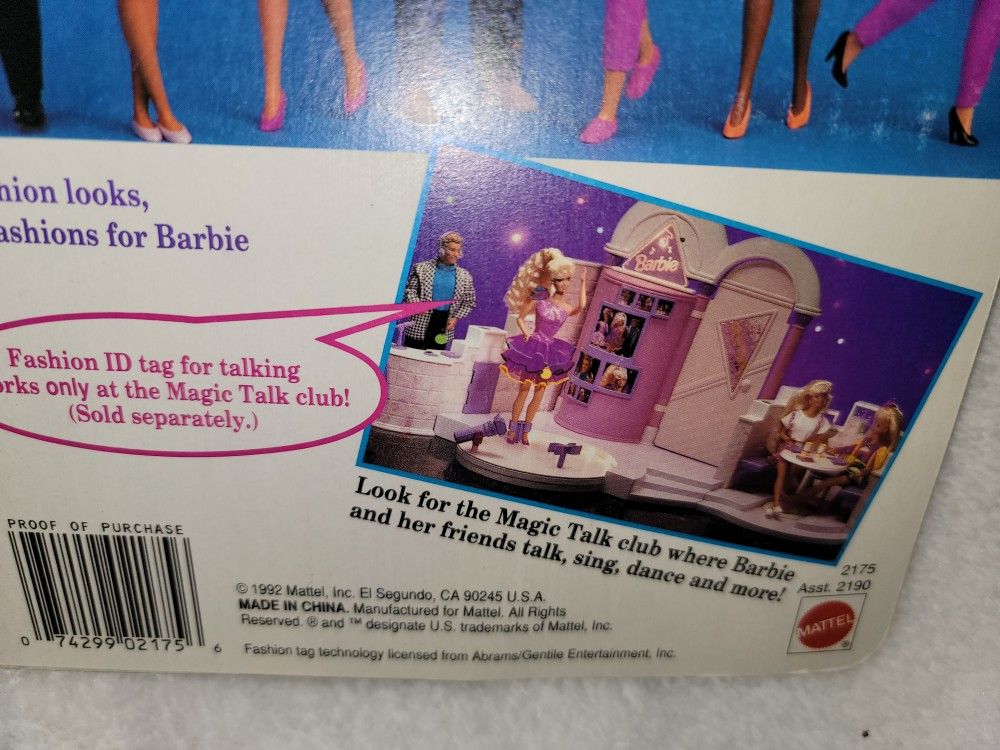 hion looks,
ashions for Barbie
Barbie
Fashion ID tag for talking
orks only at the Magic Talk club!
(Sold separately.)
Look for the Magic Talk club where Barbie
and her friends talk, sing, dance and more!
PROOF OF PURCHASE
0 74299 02175 6
© 1992 Mattel, Inc. El Segundo, CA 90245 U.S.A.
MADE IN CHINA. Manufactured for Mattel. All Rights
Reserved. ® and ™ designate U.S. trademarks of Mattel, Inc.
Fashion tag technology licensed from Abrams/Gentile Entertainment, Inc.
2175
Asst. 2190
MATTEL ®